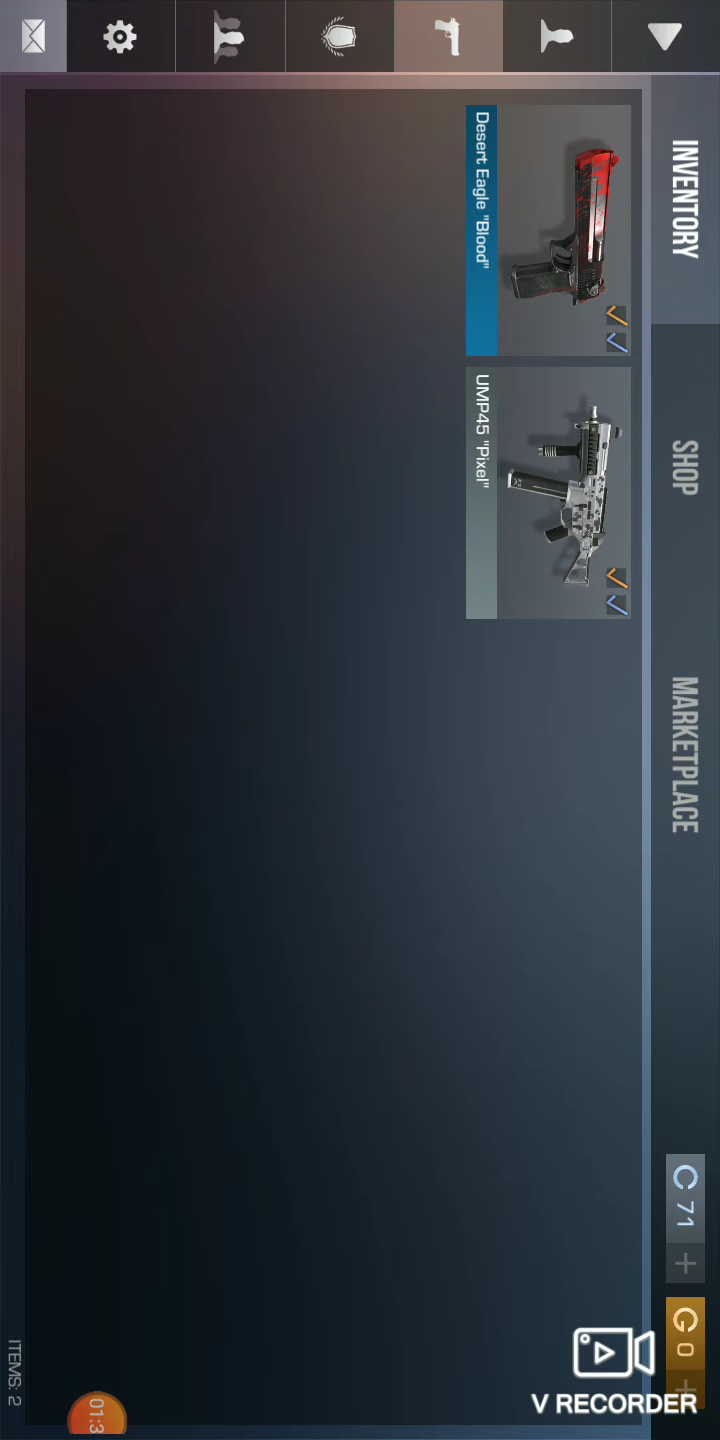 INVENTORY
SHOP
MARKETPLACE
C 71 +
G 0 +
Desert Eagle "Blood"
UMP45 "Pixel"
ITEMS: 2
V RECORDER